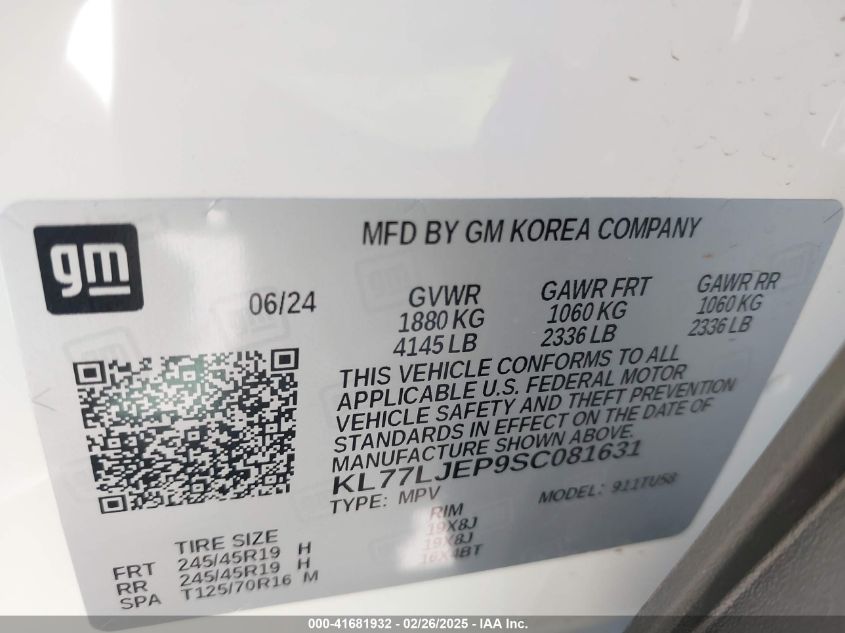 gm
MFD BY GM KOREA COMPANY
06/24
GVWR
1880 KG
4145 LB
GAWR FRT
1060 KG
2336 LB
GAWR RR
1060 KG
2336 LB
THIS VEHICLE CONFORMS TO ALL
APPLICABLE U.S. FEDERAL MOTOR
VEHICLE SAFETY AND THEFT PREVENTION
STANDARDS IN EFFECT ON THE DATE OF
MANUFACTURE SHOWN ABOVE.
KL77LJEP9SC081631
TYPE: MPV
MODEL: 911TU58
TIRE SIZE
RIM
FRT 245/45R19 H 19X8J
RR 245/45R19 H 19X8J
SPA T125/70R16 M 16X4BT
000-41681932 - 02/26/2025 - IAA Inc.